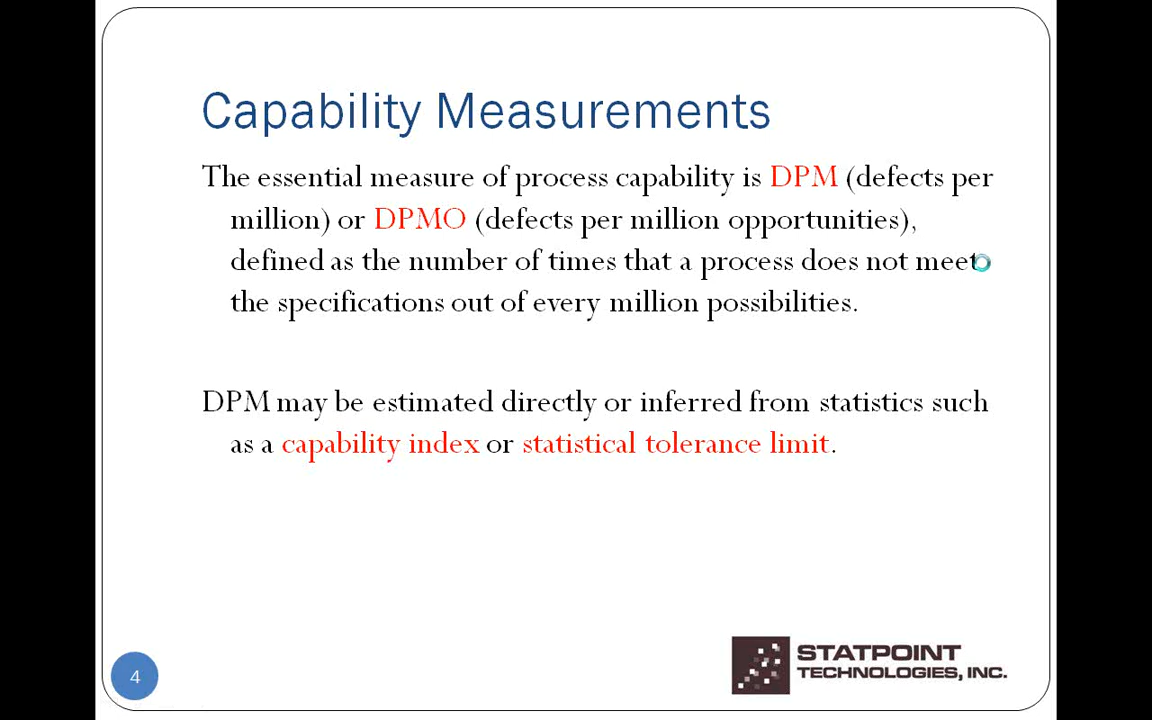 Capability Measurements
The essential measure of process capability is DPM (defects per
million) or DPMO (defects per million opportunities),
defined as the number of times that a process does not meet
the specifications out of every million possibilities.
DPM may be estimated directly or inferred from statistics such
as a capability index or statistical tolerance limit.
4
STATPOINT
TECHNOLOGIES, INC.